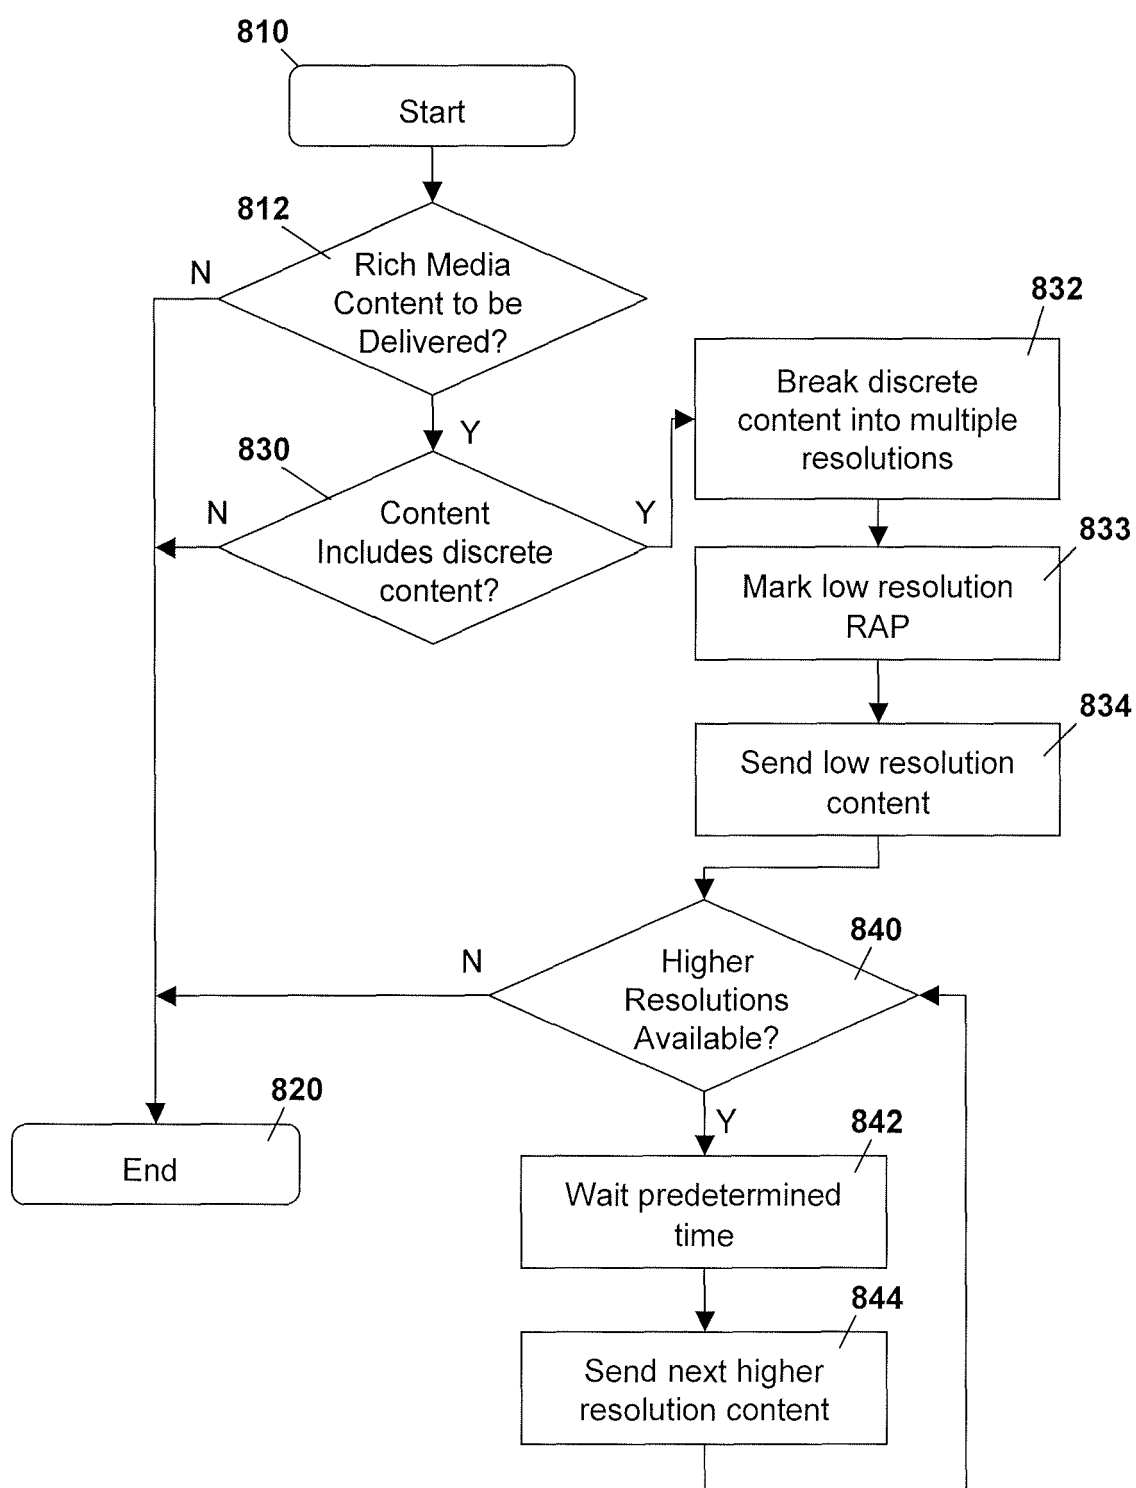 810
Start
812
N
Rich Media
Content to be
Delivered?
832
Break discrete
content into multiple
resolutions
Y
830
N
Content
Includes discrete
content?
Y
833
Mark low resolution
RAP
834
Send low resolution
content
840
N
Higher
Resolutions
Available?
820
End
Y
842
Wait predetermined
time
844
Send next higher
resolution content